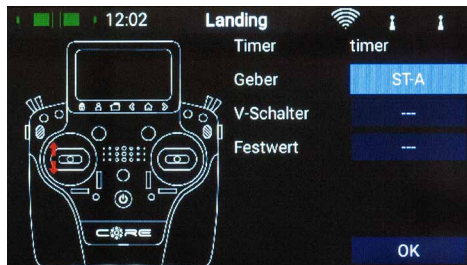 12:02 Landing
Timer timer
Geber ST-A
V-Schalter ---
Festwert ---
CORE
OK